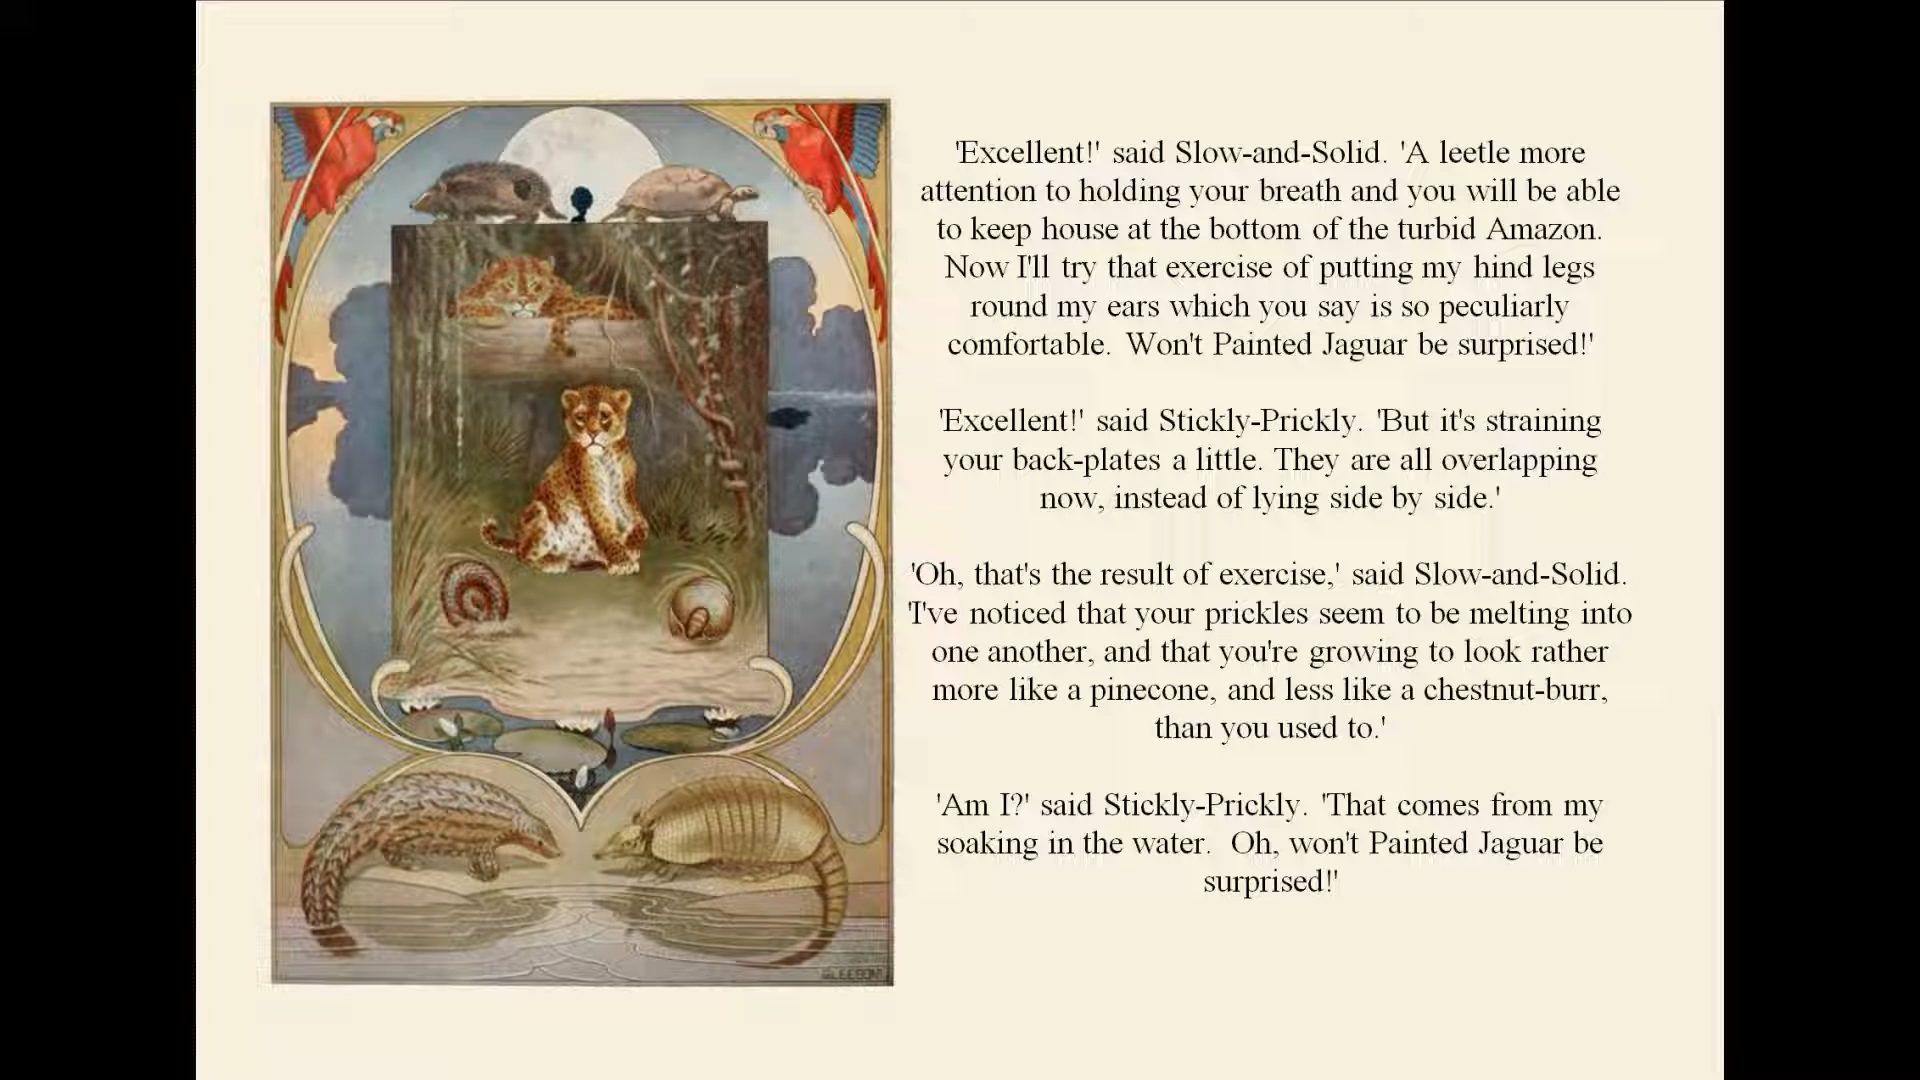 'Excellent!' said Slow-and-Solid. 'A leetle more
attention to holding your breath and you will be able
to keep house at the bottom of the turbid Amazon.
Now I'll try that exercise of putting my hind legs
round my ears which you say is so peculiarly
comfortable. Won't Painted Jaguar be surprised!'
'Excellent!' said Stickly-Prickly. 'But it's straining
your back-plates a little. They are all overlapping
now, instead of lying side by side.'
'Oh, that's the result of exercise,' said Slow-and-Solid.
'I've noticed that your prickles seem to be melting into
one another, and that you're growing to look rather
more like a pinecone, and less like a chestnut-burr,
than you used to.'
'Am I?' said Stickly-Prickly. 'That comes from my
soaking in the water. Oh, won't Painted Jaguar be
surprised!'